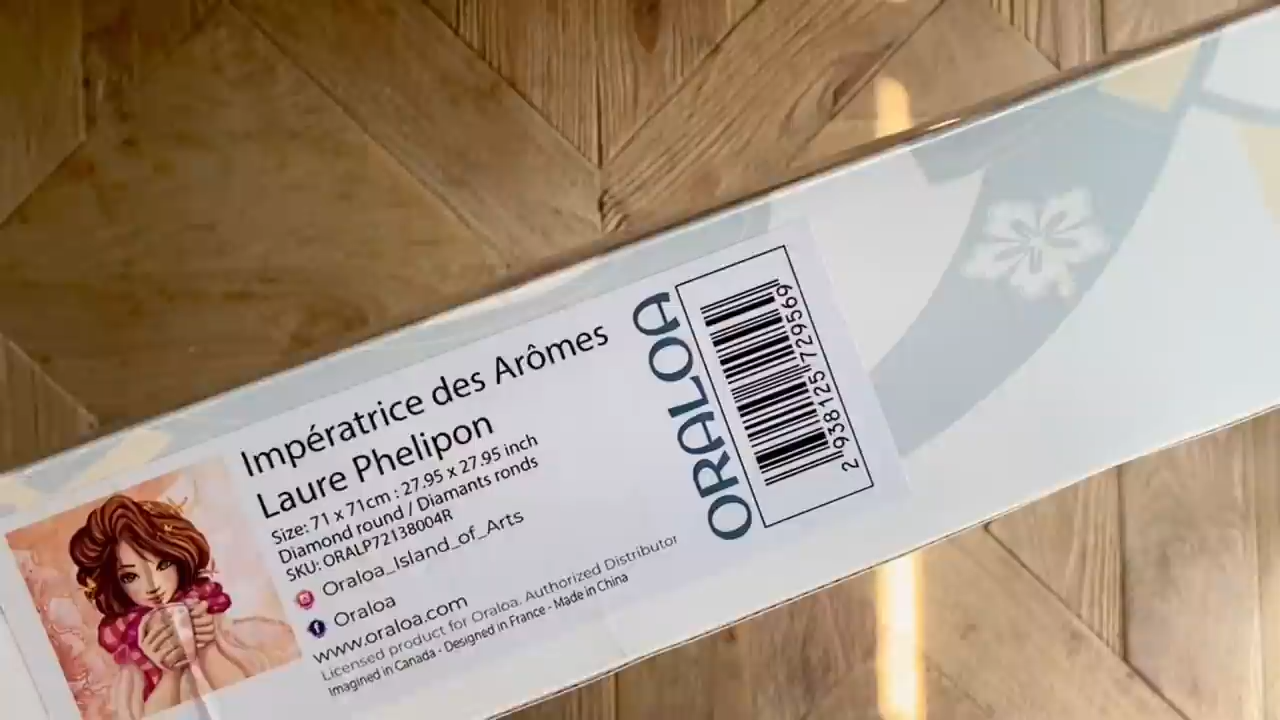 Impératrice des Arômes
Laure Phelipon
Size: 71 x 71cm : 27.95 x 27.95 inch
Diamond round / Diamants ronds
SKU: ORALP72138004R
Oraloa_Island_of_Arts
Oraloa
www.oraloa.com
Licensed product for Oraloa. Authorized Distributor
Imagined in Canada - Designed in France - Made in China
ORALOA
2 938125 729569